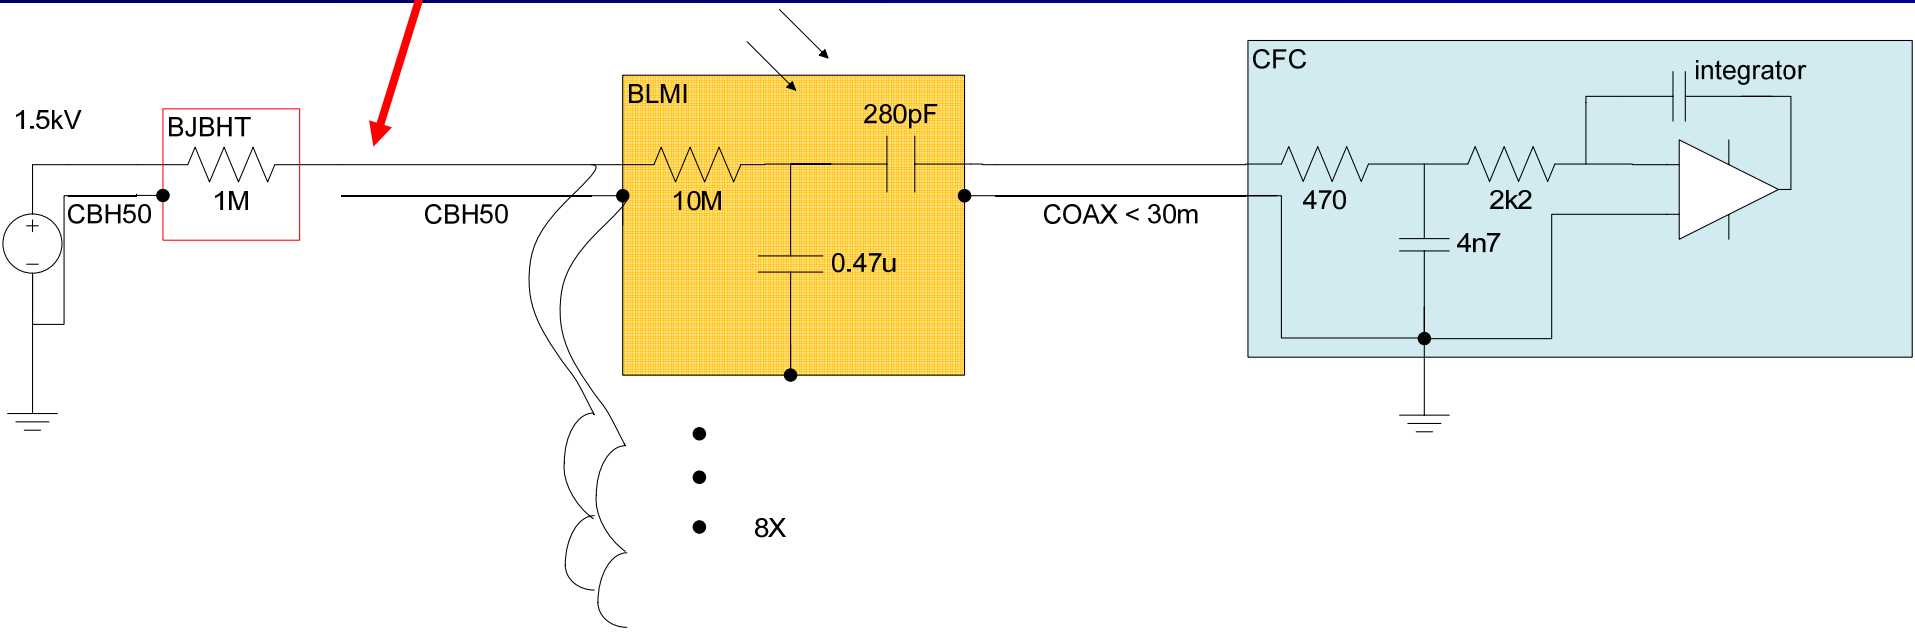 CFC
integrator
BLMI
280pF
1.5kV
BJBHT
CBH50
1M
CBH50
10M
COAX < 30m
470
2k2
4n7
0.47u
8X